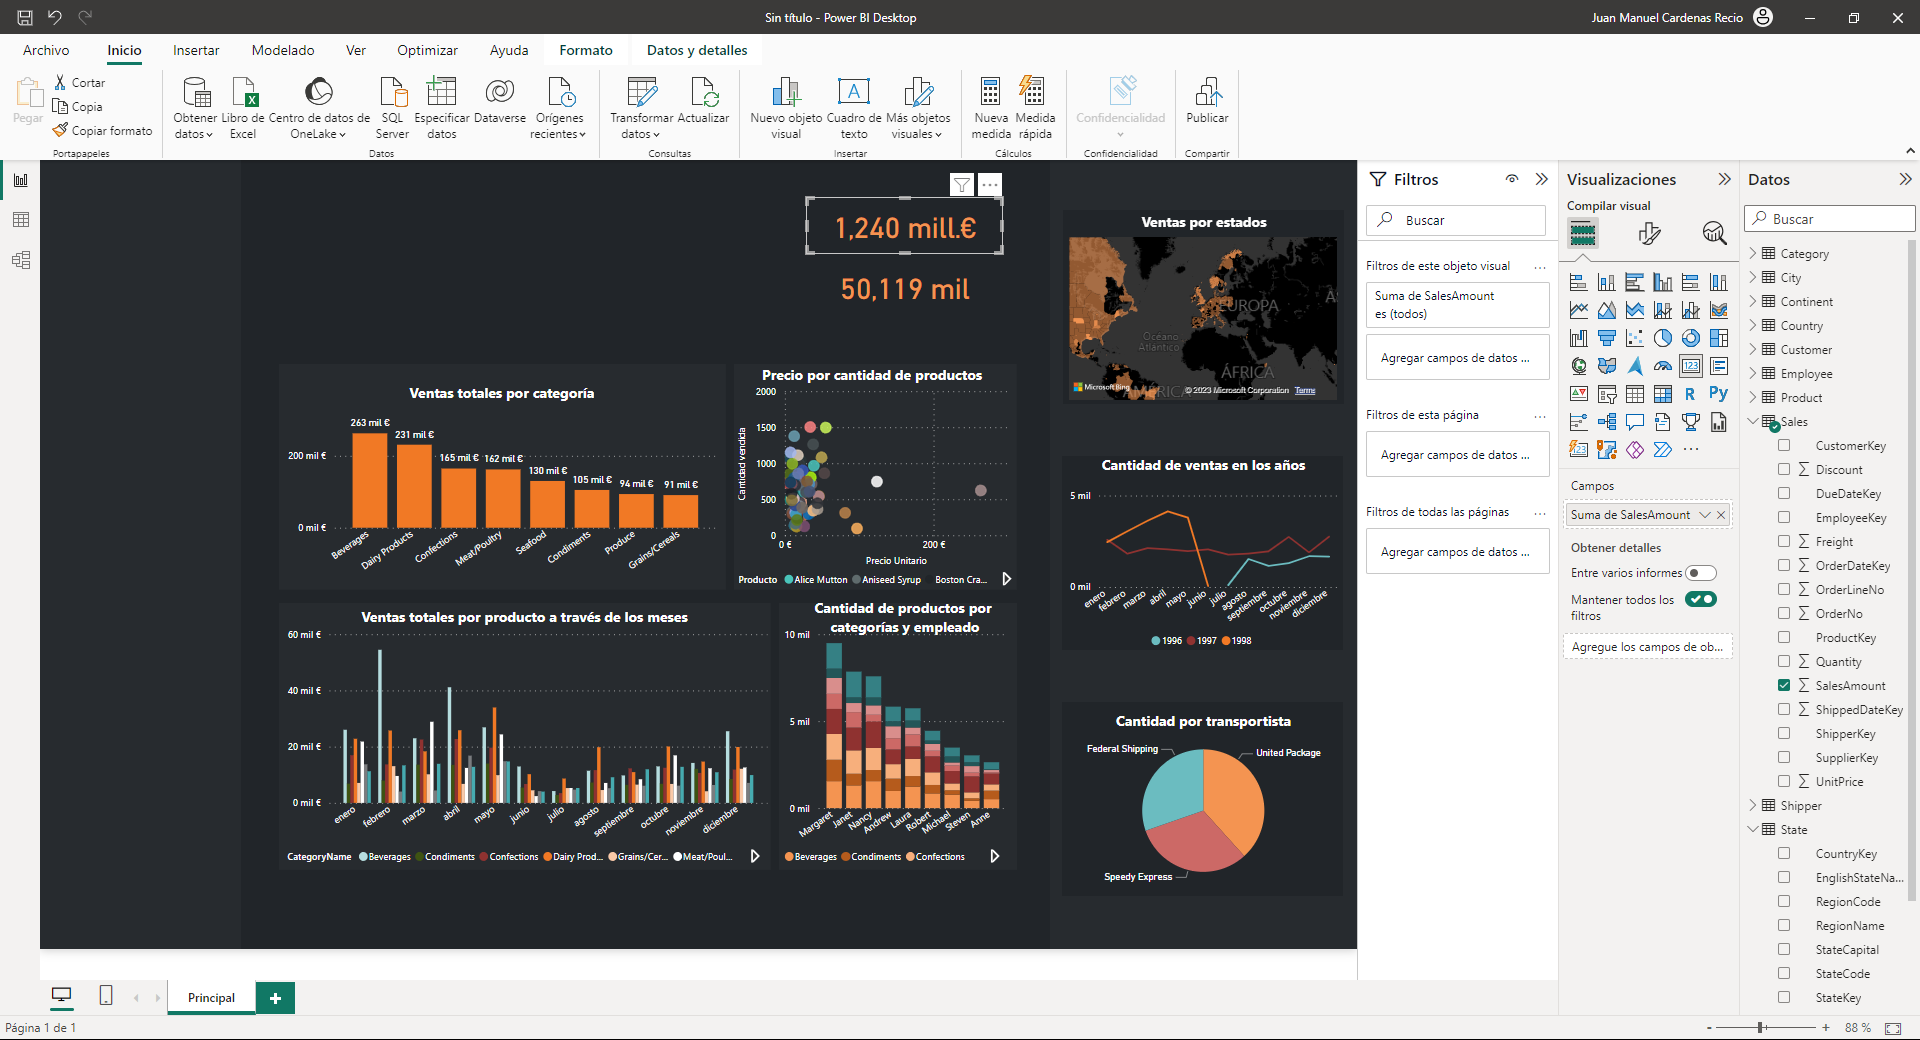 Sin título - Power BI Desktop
Juan Manuel Cardenas Recio
Archivo
Inicio
Insertar
Modelado
Ver
Optimizar
Ayuda
Formato
Datos y detalles
Pegar
Cortar
Copia
Copiar formato
Portapapeles
Obtener
datos
Libro de
Excel
Centro de datos de
OneLake
SQL
Server
Especificar
datos
Dataverse
Orígenes
recientes
Datos
Transformar
datos
Actualizar
Consultas
Nuevo objeto
visual
Cuadro de
texto
Más objetos
visuales
Insertar
Nueva
medida
Medida
rápida
Cálculos
Confidencialidad
Confidencialidad
Publicar
Compartir
1,240 mill.€
50,119 mil
Ventas totales por categoría
200 mil €
0 mil €
263 mil €
231 mil €
165 mil €
162 mil €
130 mil €
105 mil €
94 mil €
91 mil €
Beverages
Dairy Products
Confections
Meat/Poultry
Seafood
Condiments
Produce
Grains/Cereals
Precio por cantidad de productos
Cantidad vendida
2000
1500
1000
500
0
0 €
200 €
Precio Unitario
Producto
Alice Mutton
Aniseed Syrup
Boston Cra...
Ventas totales por producto a través de los meses
60 mil €
40 mil €
20 mil €
0 mil €
enero
febrero
marzo
abril
mayo
junio
julio
agosto
septiembre
octubre
noviembre
diciembre
CategoryName
Beverages
Condiments
Confections
Dairy Prod...
Grains/Cer...
Meat/Poul...
Cantidad de productos por
categorías y empleado
10 mil
5 mil
0 mil
Margaret
Janet
Nancy
Andrew
Laura
Robert
Michael
Steven
Anne
Beverages
Condiments
Confections
Ventas por estados
EUROPA
Océano
Atlántico
ÁFRICA
AMÉRICA
Microsoft Bing
© 2023 Microsoft Corporation
Terms
Cantidad de ventas en los años
5 mil
0 mil
enero
febrero
marzo
abril
mayo
junio
julio
agosto
septiembre
octubre
noviembre
diciembre
1996
1997
1998
Cantidad por transportista
Federal Shipping
United Package
Speedy Express
Filtros
Buscar
Filtros de este objeto visual
...
Suma de SalesAmount
es (todos)
Agregar campos de datos ...
Filtros de esta página
...
Agregar campos de datos ...
Filtros de todas las páginas
...
Agregar campos de datos ...
Visualizaciones
Compilar visual
123
R
Py
...
Campos
Suma de SalesAmount
Obtener detalles
Entre varios informes
Mantener todos los
filtros
Agregue los campos de ob...
Datos
Buscar
Category
City
Continent
Country
Customer
Employee
Product
Sales
CustomerKey
Discount
DueDateKey
EmployeeKey
Freight
OrderDateKey
OrderLineNo
OrderNo
ProductKey
Quantity
SalesAmount
ShippedDateKey
ShipperKey
SupplierKey
UnitPrice
Shipper
State
CountryKey
EnglishStateNa...
RegionCode
RegionName
StateCapital
StateCode
StateKey
Principal
Página 1 de 1
88 %